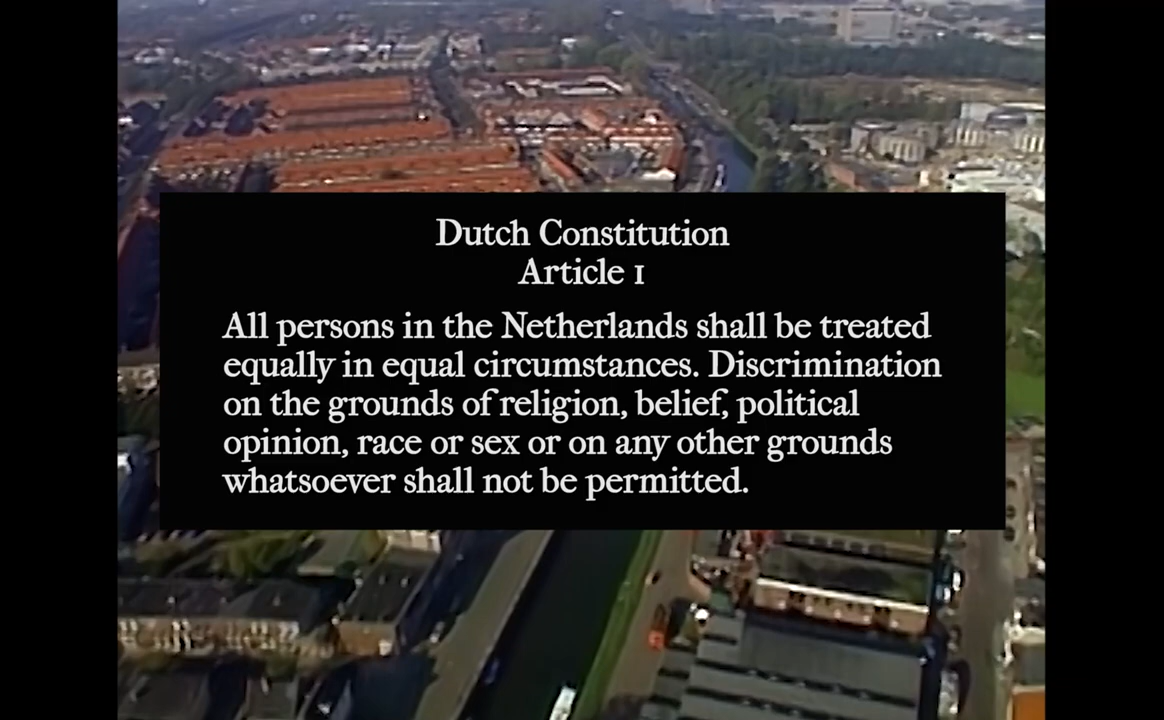 Dutch Constitution
Article 1
All persons in the Netherlands shall be treated
equally in equal circumstances. Discrimination
on the grounds of religion, belief, political
opinion, race or sex or on any other grounds
whatsoever shall not be permitted.